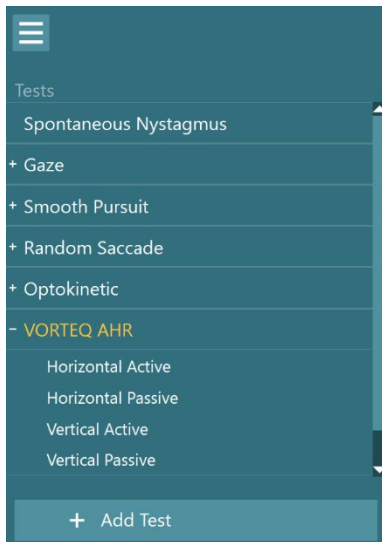 Tests
Spontaneous Nystagmus
+ Gaze
+ Smooth Pursuit
+ Random Saccade
+ Optokinetic
- VORTEQ AHR
Horizontal Active
Horizontal Passive
Vertical Active
Vertical Passive
+ Add Test